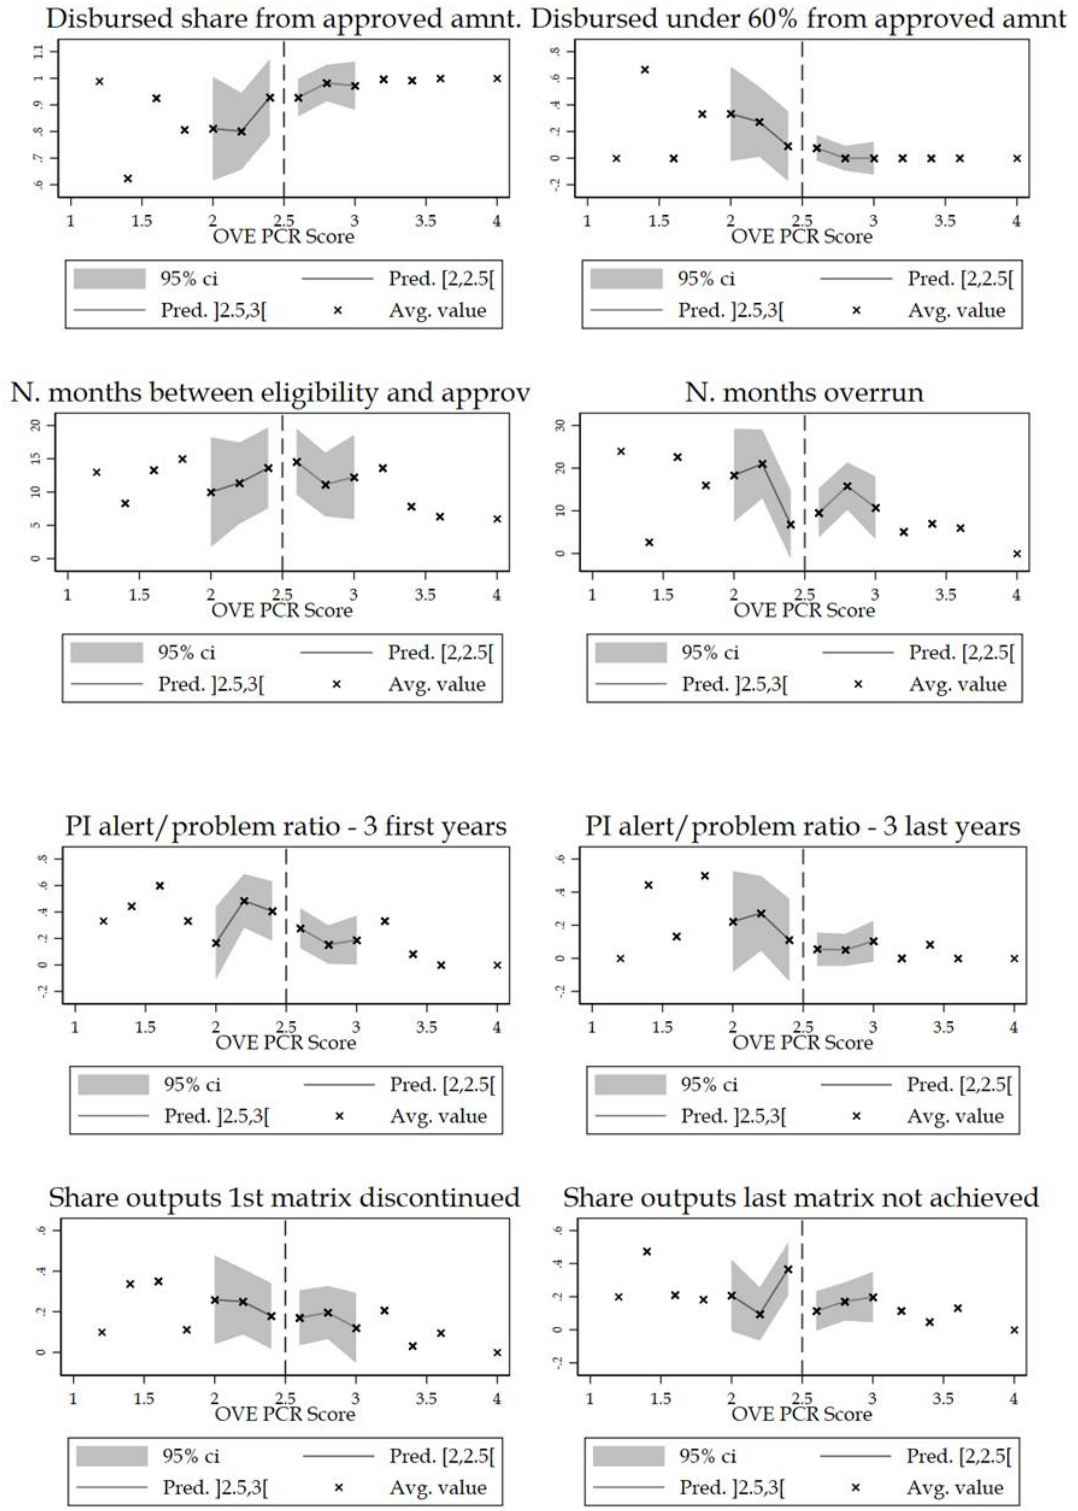 Disbursed share from approved amnt. Disbursed under 60% from approved amnt
1.1
1
.9
.8
.7
.6
1 1.5 2 2.5 3 3.5 4
OVE PCR Score
95% ci Pred. [2,2.5[
Pred. ]2.5,3[ Avg. value
.8
.6
.4
.2
0
-.2
1 1.5 2 2.5 3 3.5 4
OVE PCR Score
95% ci Pred. [2,2.5[
Pred. ]2.5,3[ Avg. value
N. months between eligibility and approv
20
15
10
5
0
1 1.5 2 2.5 3 3.5 4
OVE PCR Score
95% ci Pred. [2,2.5[
Pred. ]2.5,3[ Avg. value
N. months overrun
30
20
10
0
1 1.5 2 2.5 3 3.5 4
OVE PCR Score
95% ci Pred. [2,2.5[
Pred. ]2.5,3[ Avg. value
PI alert/problem ratio - 3 first years
.8
.6
.4
.2
0
-.2
1 1.5 2 2.5 3 3.5 4
OVE PCR Score
95% ci Pred. [2,2.5[
Pred. ]2.5,3[ Avg. value
PI alert/problem ratio - 3 last years
.6
.4
.2
0
-.2
1 1.5 2 2.5 3 3.5 4
OVE PCR Score
95% ci Pred. [2,2.5[
Pred. ]2.5,3[ Avg. value
Share outputs 1st matrix discontinued
.6
.4
.2
0
1 1.5 2 2.5 3 3.5 4
OVE PCR Score
95% ci Pred. [2,2.5[
Pred. ]2.5,3[ Avg. value
Share outputs last matrix not achieved
.6
.4
.2
0
-.2
1 1.5 2 2.5 3 3.5 4
OVE PCR Score
95% ci Pred. [2,2.5[
Pred. ]2.5,3[ Avg. value